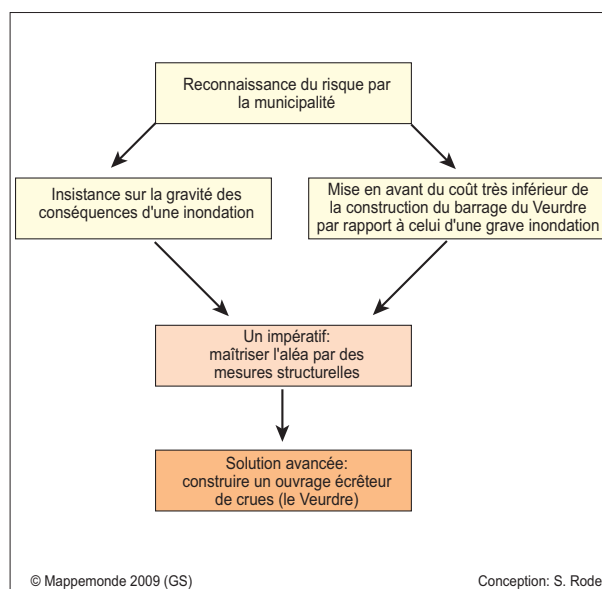 Reconnaissance du risque par
la municipalité
Insistance sur la gravité des
conséquences d'une inondation
Mise en avant du coût très inférieur de
la construction du barrage du Veurdre
par rapport à celui d'une grave inondation
Un impératif:
maîtriser l'aléa par des
mesures structurelles
Solution avancée:
construire un ouvrage écrêteur
de crues (le Veurdre)
© Mappemonde 2009 (GS)
Conception: S. Rode